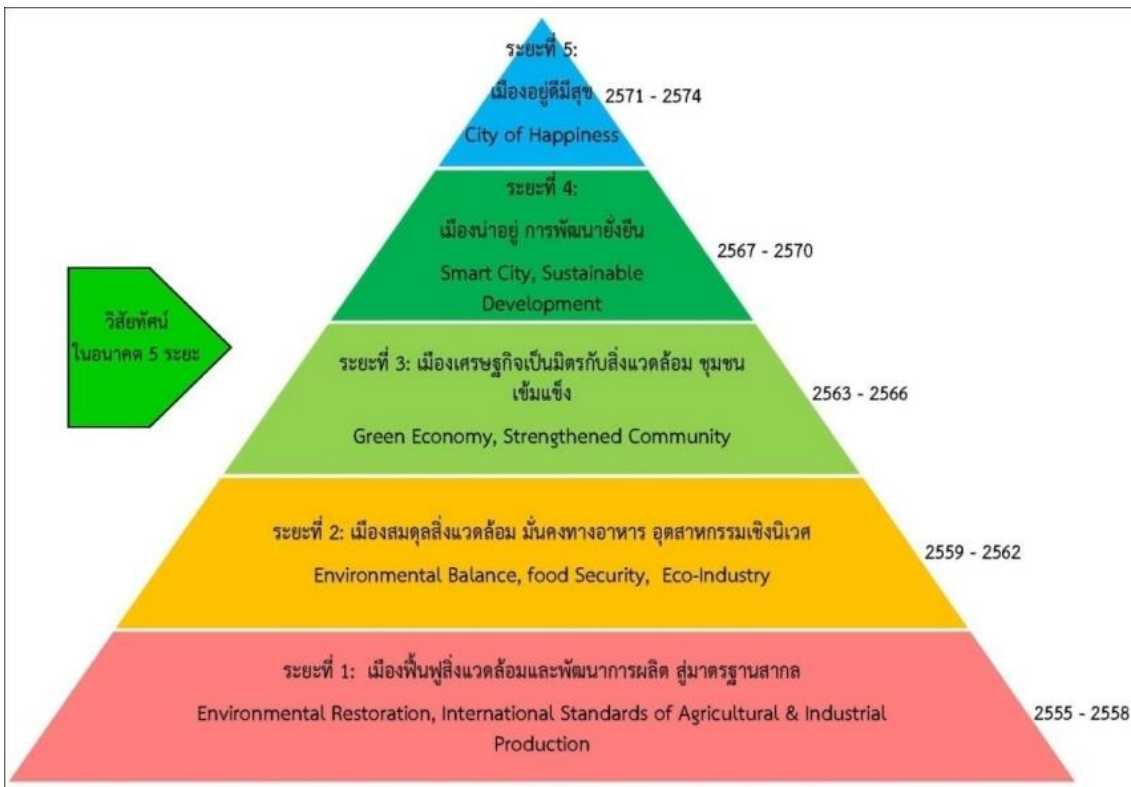 ระยะที่ 5:
เมืองอยู่ดีมีสุข
2571 - 2574
City of Happiness
ระยะที่ 4:
เมืองน่าอยู่ การพัฒนายั่งยืน
2567 - 2570
Smart City, Sustainable
Development
วิสัยทัศน์
ในอนาคต 5 ระยะ
ระยะที่ 3: เมืองเศรษฐกิจเป็นมิตรกับสิ่งแวดล้อม ชุมชน
เข้มแข็ง
2563 - 2566
Green Economy, Strengthened Community
ระยะที่ 2: เมืองสมดุลสิ่งแวดล้อม มั่นคงทางอาหาร อุตสาหกรรมเชิงนิเวศ
2559 - 2562
Environmental Balance, food Security, Eco-Industry
ระยะที่ 1: เมืองฟื้นฟูสิ่งแวดล้อมและพัฒนาการผลิต สู่มาตรฐานสากล
Environmental Restoration, International Standards of Agricultural & Industrial
Production
2555 - 2558